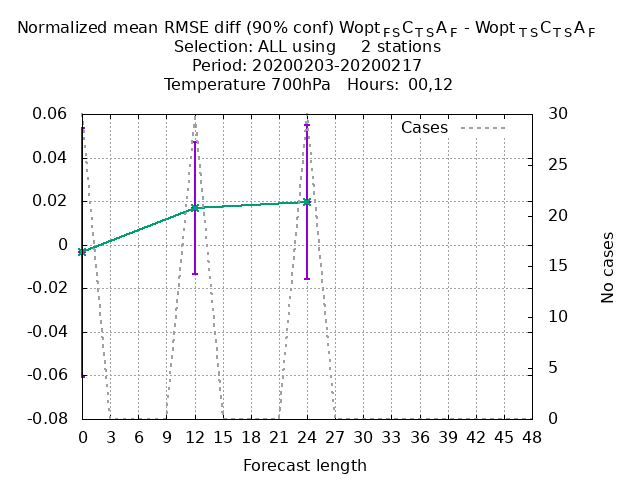 Normalized mean RMSE diff (90% conf) Wopt FS C TS A F - Wopt TS C TS A F
Selection: ALL using 2 stations
Period: 20200203-20200217
Temperature 700hPa Hours: 00,12
Cases
0.06
0.04
0.02
0
-0.02
-0.04
-0.06
-0.08
30
25
20
15
10
5
0
No cases
0 3 6 9 12 15 18 21 24 27 30 33 36 39 42 45 48
Forecast length